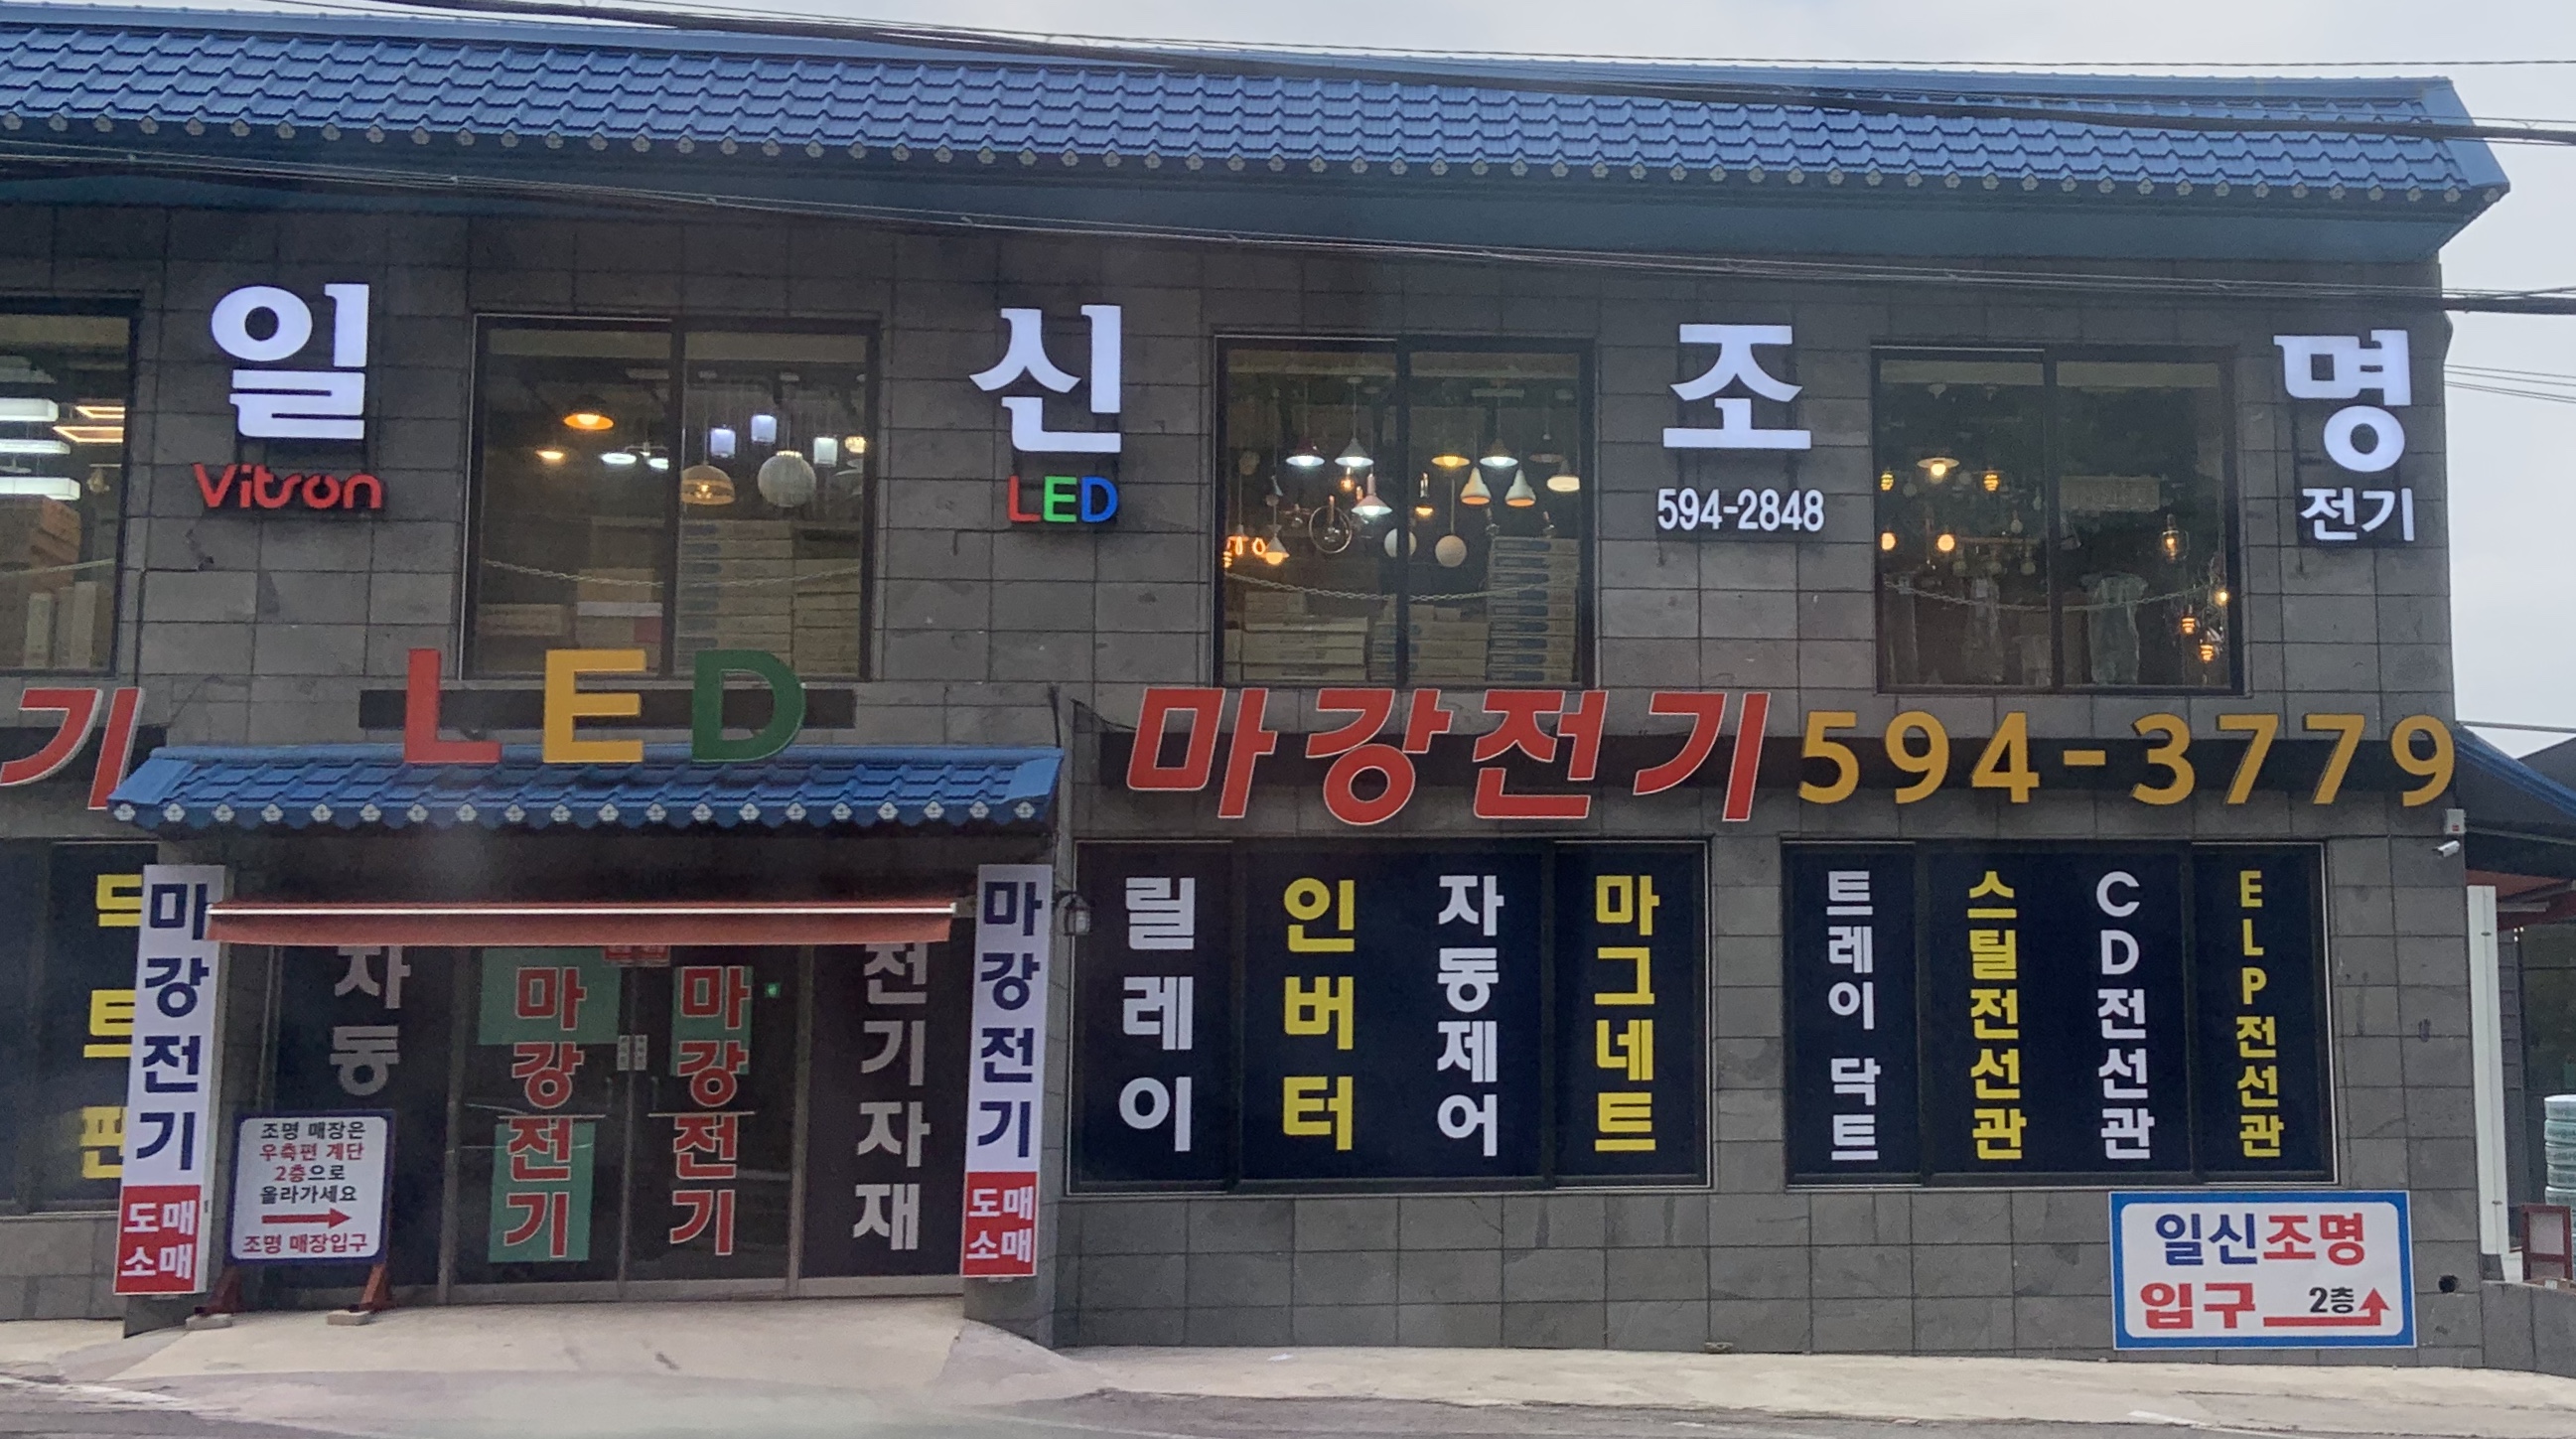 일신조명
Vitron
LED
594-2848
전기
LED
기
마강전기 594-3779
덕트
마강전기
도매
소매
자동
마강전기
마강전기
전기자재
마강전기
도매
소매
릴레이
인버터
자동제어
마그네트
트레이 닥트
스틸전선관
CD전선관
ELP전선관
조명 매장은
우측편 계단
2층으로
올라가세요
조명 매장입구
일신조명
입구 2층